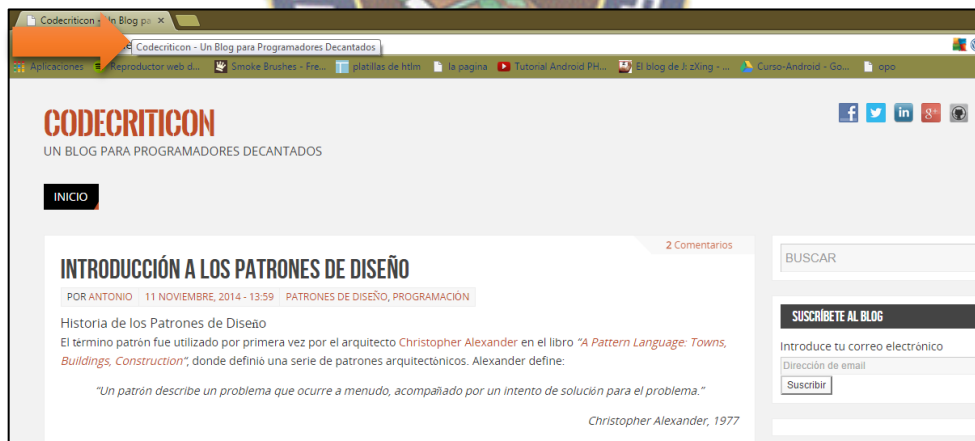 Codecriticon - Un Blog pa
Codecriticon - Un Blog para Programadores Decantados
Aplicaciones
Reproductor web d...
Smoke Brushes - Fre...
platillas de htlm
la pagina
Tutorial Android PH...
El blog de J: zXing - ...
Curso-Android - Go...
opo
CODECRITICON
UN BLOG PARA PROGRAMADORES DECANTADOS
INICIO
2 Comentarios
INTRODUCCIÓN A LOS PATRONES DE DISEÑO
POR ANTONIO 11 NOVIEMBRE, 2014 - 13:59 PATRONES DE DISEÑO, PROGRAMACIÓN
Historia de los Patrones de Diseño
El término patrón fue utilizado por primera vez por el arquitecto Christopher Alexander en el libro “A Pattern Language: Towns,
Buildings, Construction”, donde definió una serie de patrones arquitectónicos. Alexander define:
“Un patrón describe un problema que ocurre a menudo, acompañado por un intento de solución para el problema.”
Christopher Alexander, 1977
BUSCAR
SUSCRÍBETE AL BLOG
Introduce tu correo electrónico
Dirección de email
Suscribir